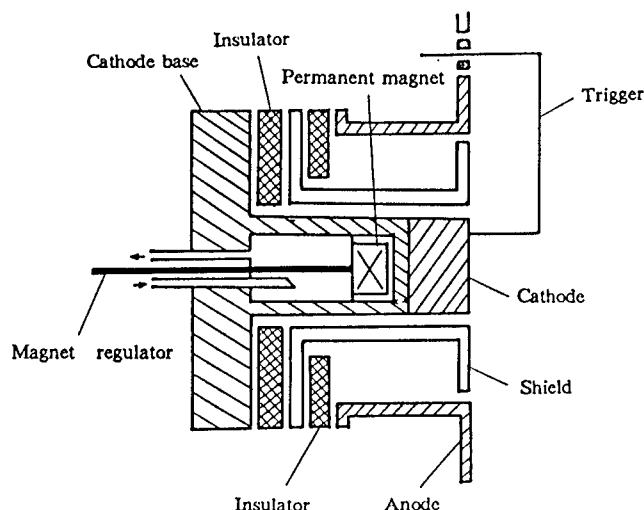 Insulator
Cathode base
Permanent magnet
Trigger
Cathode
Magnet regulator
Shield
Insulator
Anode